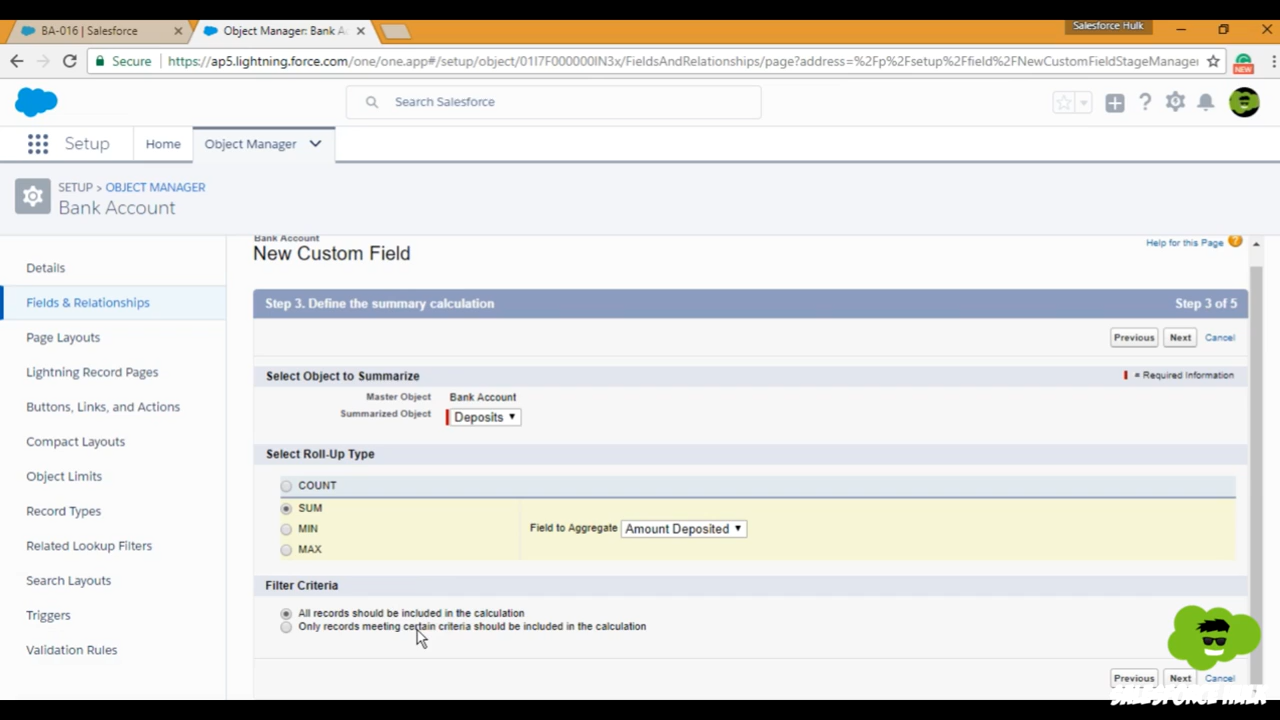 BA-016 | Salesforce
Object Manager: Bank A
Salesforce Hulk
Secure
https://ap5.lightning.force.com/one/one.app#/setup/object/01I7F000000IN3x/FieldsAndRelationships/page?address=%2Fp%2Fsetup%2Ffield%2FNewCustomFieldStageManager
NEW
Search Salesforce
Setup
Home
Object Manager
SETUP > OBJECT MANAGER
Bank Account
Details
Fields & Relationships
Page Layouts
Lightning Record Pages
Buttons, Links, and Actions
Compact Layouts
Object Limits
Record Types
Related Lookup Filters
Search Layouts
Triggers
Validation Rules
Bank Account
New Custom Field
Help for this Page
Step 3. Define the summary calculation
Step 3 of 5
Previous
Next
Cancel
Select Object to Summarize
= Required Information
Master Object
Bank Account
Summarized Object
Deposits
Select Roll-Up Type
COUNT
SUM
MIN
MAX
Field to Aggregate
Amount Deposited
Filter Criteria
All records should be included in the calculation
Only records meeting certain criteria should be included in the calculation
Previous
Next
Cancel
SALESFORCE HULK